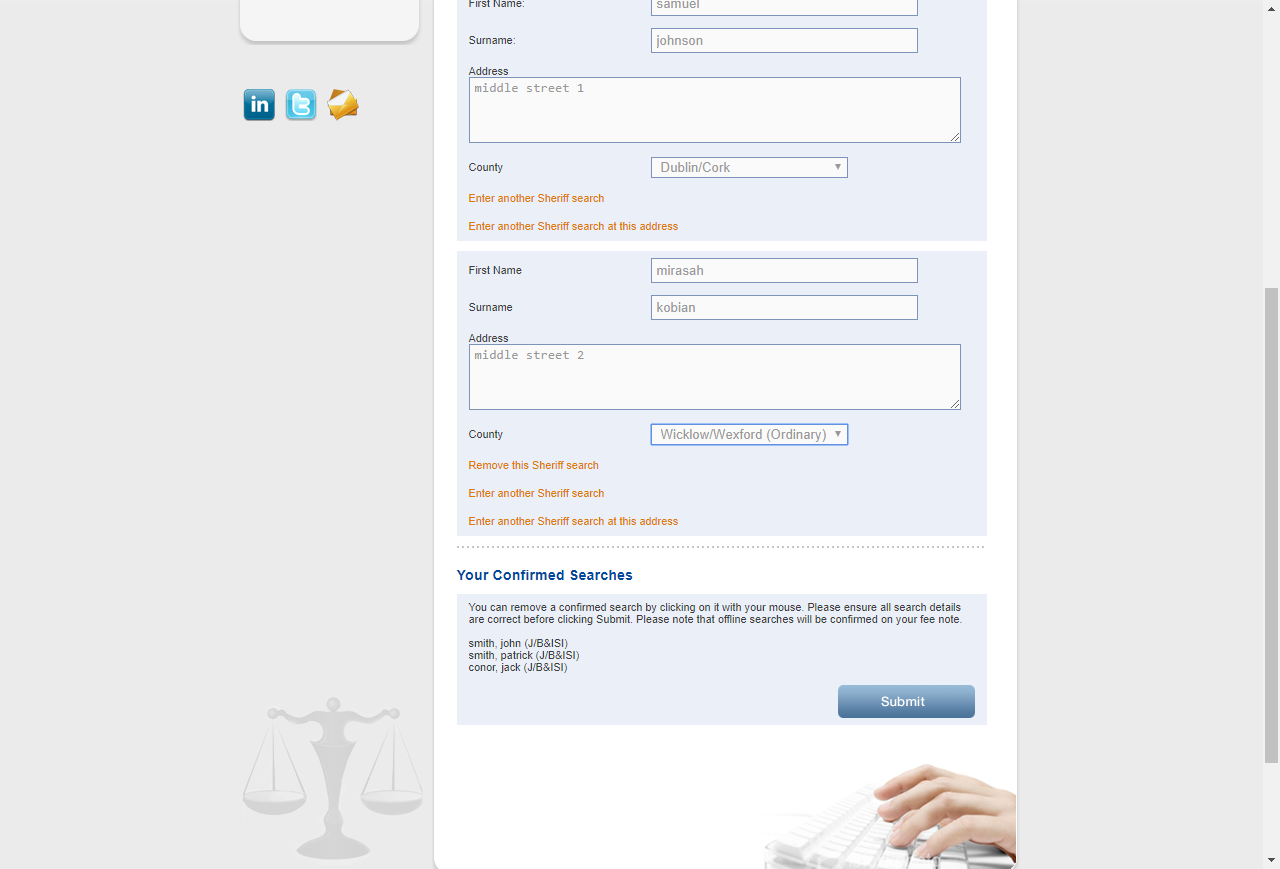 First Name:
samuel
Surname:
johnson
Address
middle street 1
in
t
County
Dublin/Cork
Enter another Sheriff search
Enter another Sheriff search at this address
First Name
mirasah
Surname
kobian
Address
middle street 2
County
Wicklow/Wexford (Ordinary)
Remove this Sheriff search
Enter another Sheriff search
Enter another Sheriff search at this address
Your Confirmed Searches
You can remove a confirmed search by clicking on it with your mouse. Please ensure all search details
are correct before clicking Submit. Please note that offline searches will be confirmed on your fee note.
smith, john (J/B&ISI)
smith, patrick (J/B&ISI)
conor, jack (J/B&ISI)
Submit